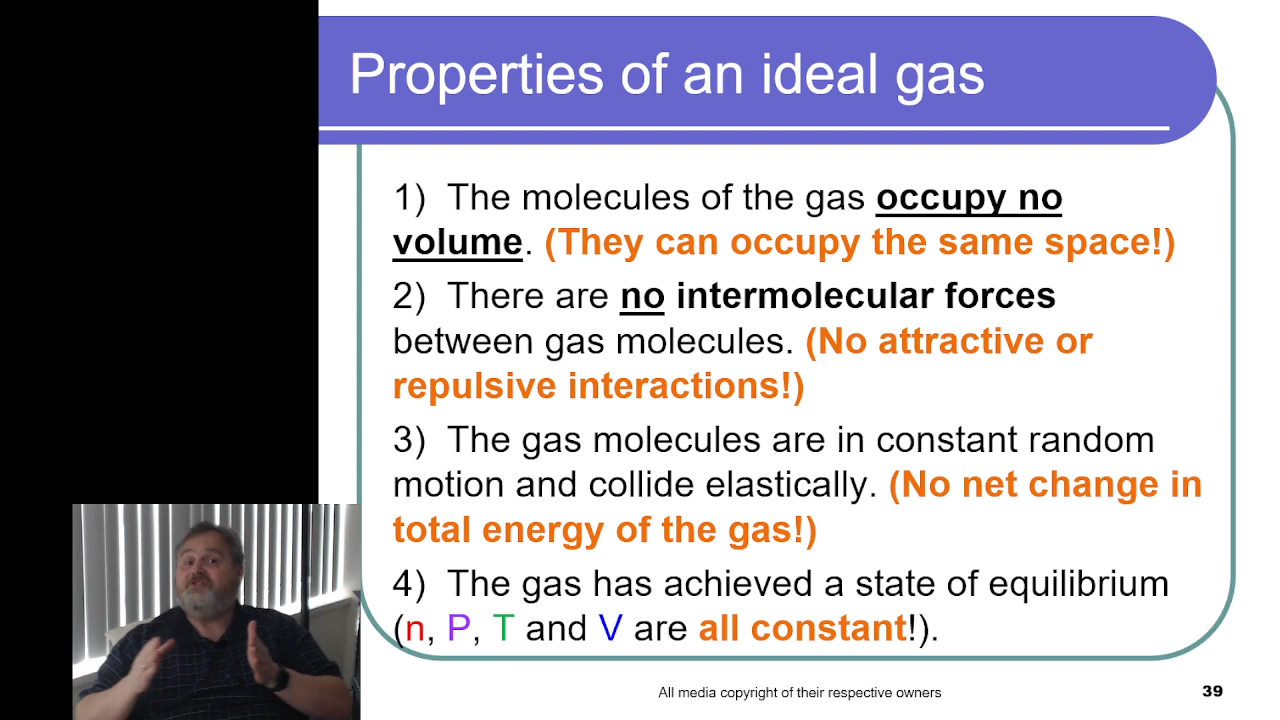 Properties of an ideal gas
1) The molecules of the gas occupy no
volume. (They can occupy the same space!)
2) There are no intermolecular forces
between gas molecules. (No attractive or
repulsive interactions!)
3) The gas molecules are in constant random
motion and collide elastically. (No net change in
total energy of the gas!)
4) The gas has achieved a state of equilibrium
(n, P, T and V are all constant!).
All media copyright of their respective owners
39